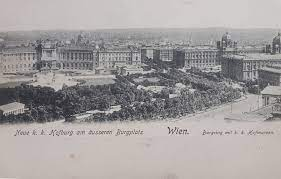 Neue k. k. Hofburg am äusseren Burgplatz Wien. Burgring mit k. k. Hofmuseen.